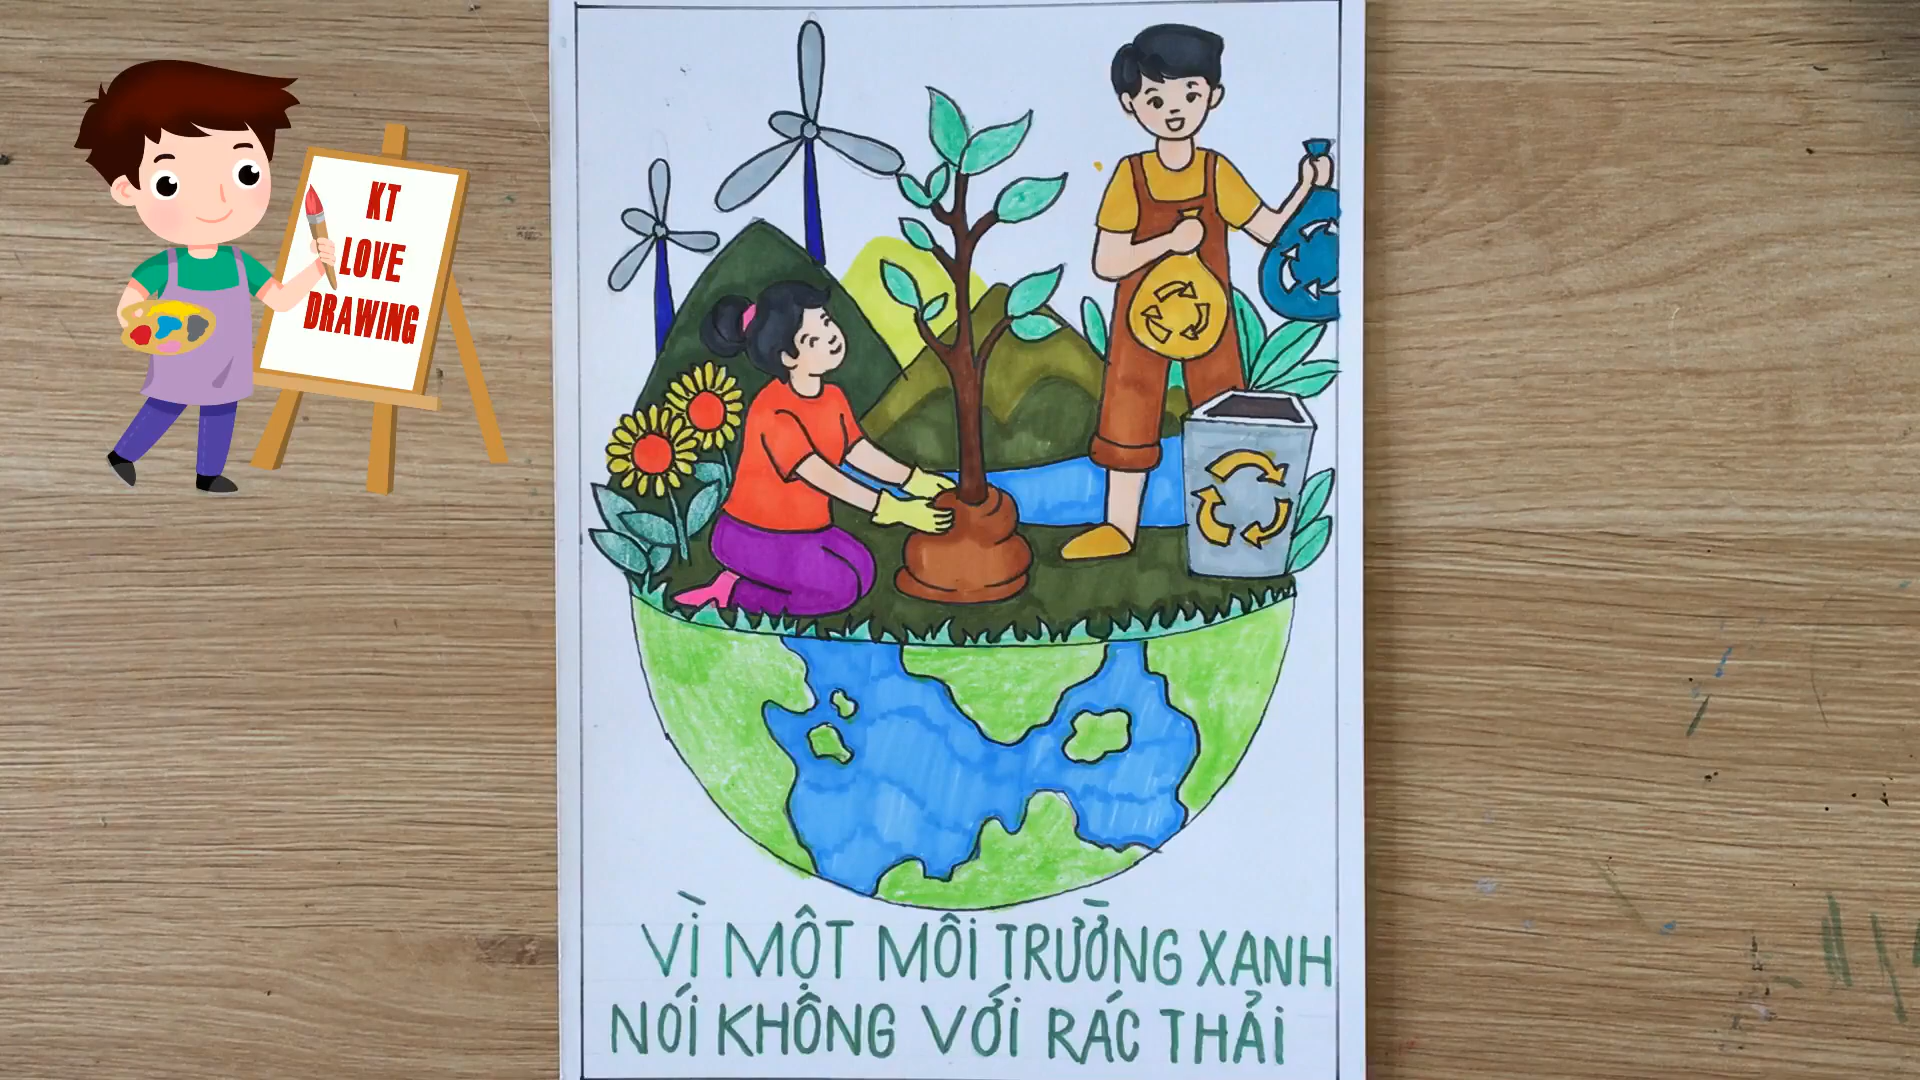 KT
LOVE
DRAWING
VÌ MỘT MÔI TRƯỜNG XANH
NÓI KHÔNG VỚI RÁC THẢI